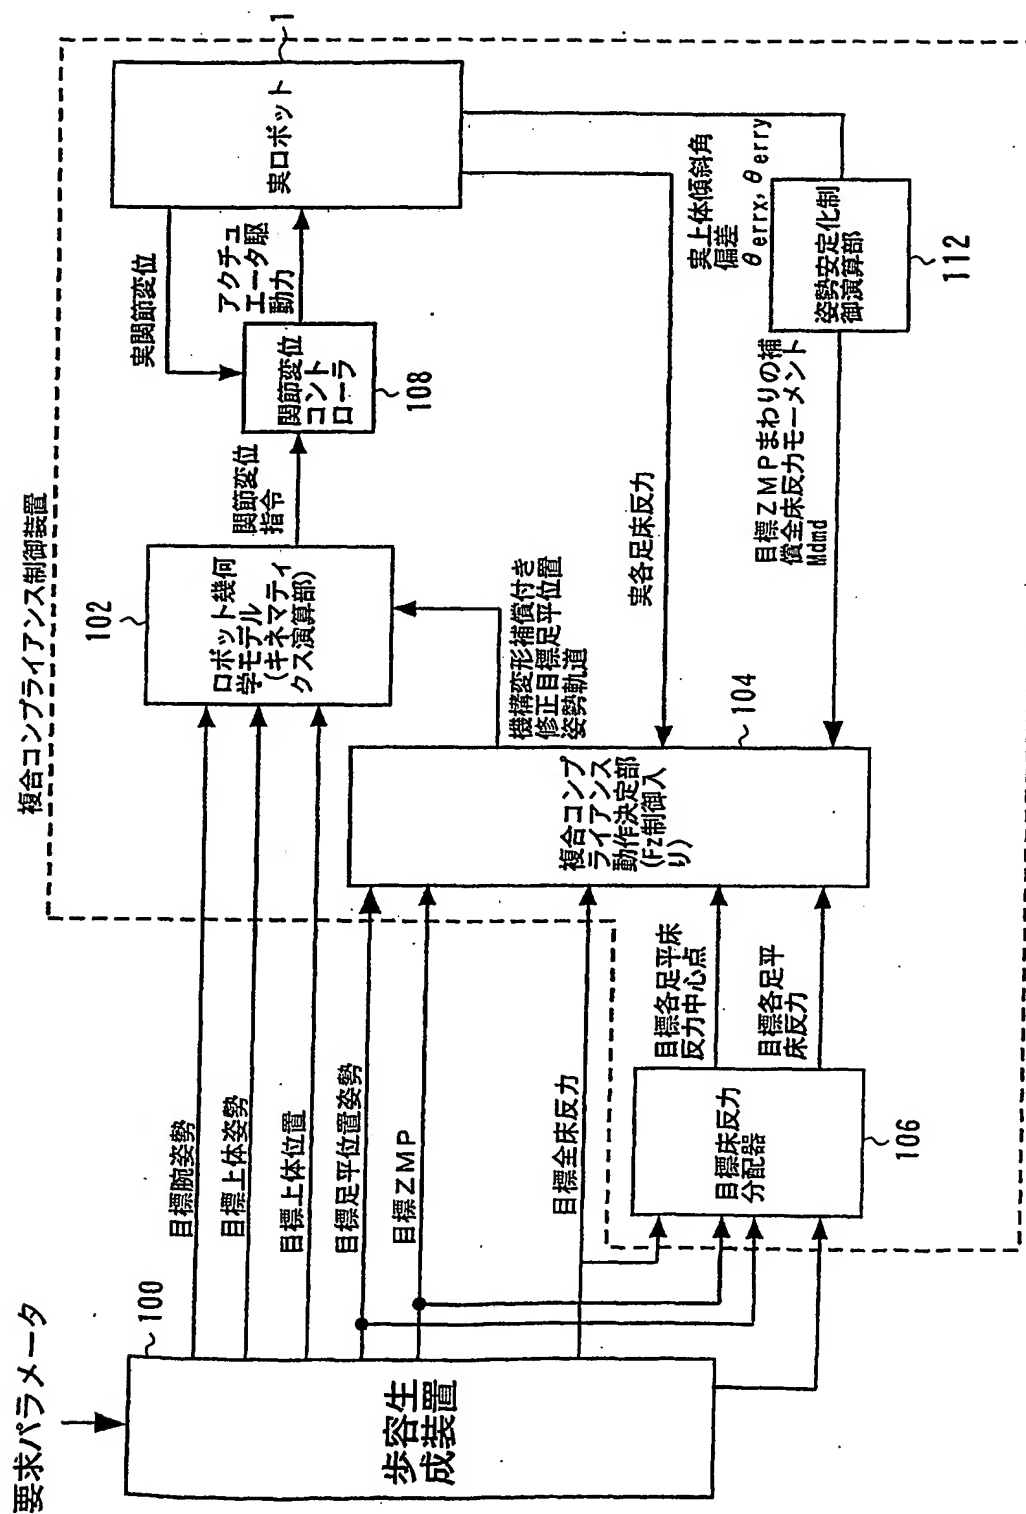 要求パラメータ
100
歩容生
成装置
目標腕姿勢
目標上体姿勢
目標上体位置
目標足平位置姿勢
目標ZMP
目標全床反力
目標床反力
分配器
106
目標各足平床
反力中心点
目標各足平
床反力
複合コンプライアンス制御装置
複合コンプ
ライアンス
動作決定部
(Fz制御入
り)
104
機構変形補償付き
修正目標足平位置
姿勢軌道
102
ロボット幾何
学モデル
(キネマティ
クス演算部)
関節変位
指令
関節変位
コント
ローラ
108
実関節変位
アクチュ
エータ駆
動力
実ロボット
1
実各足床反力
実上体傾斜角
偏差
θerrx, θerry
姿勢安定化制
御演算部
112
目標ZMPまわりの補
償全床反力モーメント
Mdmd